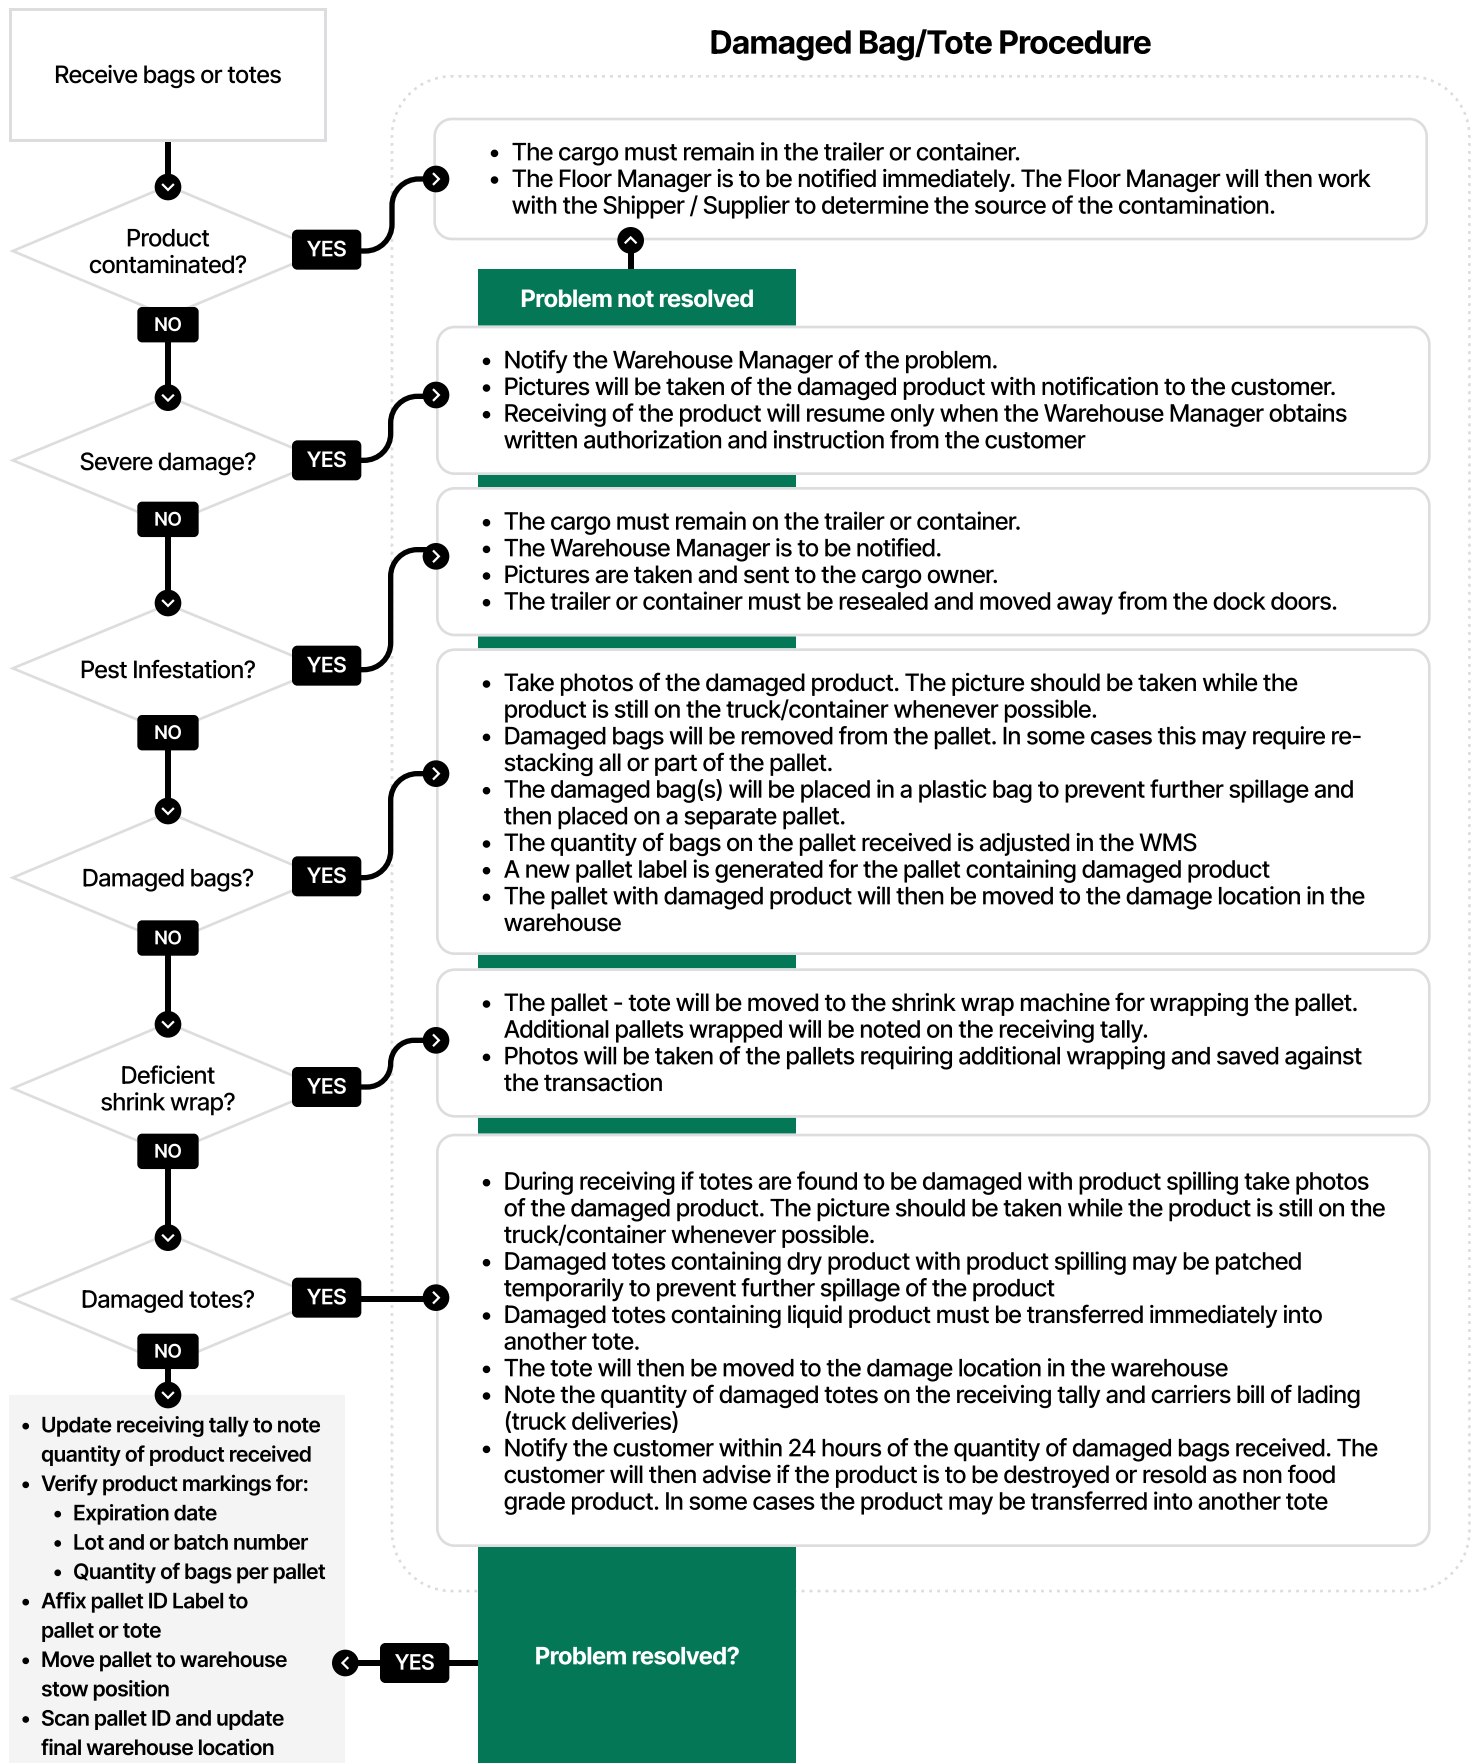 Damaged Bag/Tote Procedure
Receive bags or totes
Product
contaminated?
YES
• The cargo must remain in the trailer or container.
• The Floor Manager is to be notified immediately. The Floor Manager will then work
with the Shipper / Supplier to determine the source of the contamination.
Problem not resolved
NO
Severe damage?
YES
• Notify the Warehouse Manager of the problem.
• Pictures will be taken of the damaged product with notification to the customer.
• Receiving of the product will resume only when the Warehouse Manager obtains
written authorization and instruction from the customer
NO
Pest Infestation?
YES
• The cargo must remain on the trailer or container.
• The Warehouse Manager is to be notified.
• Pictures are taken and sent to the cargo owner.
• The trailer or container must be resealed and moved away from the dock doors.
NO
Damaged bags?
YES
• Take photos of the damaged product. The picture should be taken while the
product is still on the truck/container whenever possible.
• Damaged bags will be removed from the pallet. In some cases this may require re-
stacking all or part of the pallet.
• The damaged bag(s) will be placed in a plastic bag to prevent further spillage and
then placed on a separate pallet.
• The quantity of bags on the pallet received is adjusted in the WMS
• A new pallet label is generated for the pallet containing damaged product
• The pallet with damaged product will then be moved to the damage location in the
warehouse
NO
Deficient
shrink wrap?
YES
• The pallet - tote will be moved to the shrink wrap machine for wrapping the pallet.
Additional pallets wrapped will be noted on the receiving tally.
• Photos will be taken of the pallets requiring additional wrapping and saved against
the transaction
NO
Damaged totes?
YES
• During receiving if totes are found to be damaged with product spilling take photos
of the damaged product. The picture should be taken while the product is still on the
truck/container whenever possible.
• Damaged totes containing dry product with product spilling may be patched
temporarily to prevent further spillage of the product
• Damaged totes containing liquid product must be transferred immediately into
another tote.
• The tote will then be moved to the damage location in the warehouse
• Note the quantity of damaged totes on the receiving tally and carriers bill of lading
(truck deliveries)
• Notify the customer within 24 hours of the quantity of damaged bags received. The
customer will then advise if the product is to be destroyed or resold as non food
grade product. In some cases the product may be transferred into another tote
NO
• Update receiving tally to note
quantity of product received
• Verify product markings for:
• Expiration date
• Lot and or batch number
• Quantity of bags per pallet
• Affix pallet ID Label to
pallet or tote
• Move pallet to warehouse
stow position
• Scan pallet ID and update
final warehouse location
YES
Problem resolved?